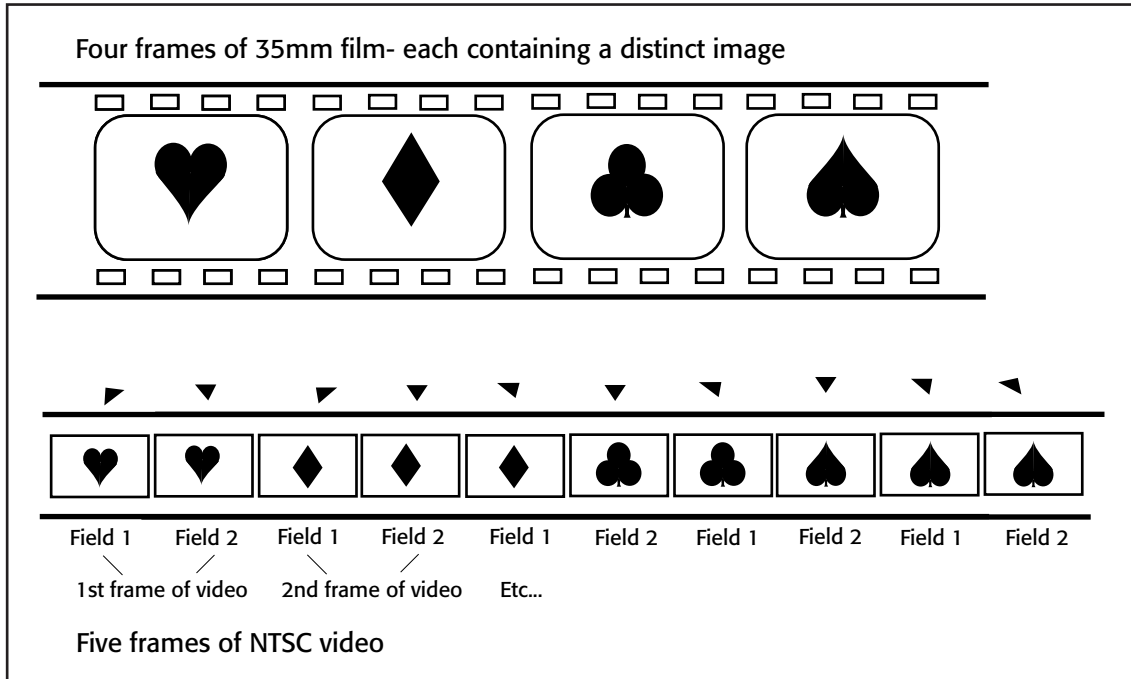 Four frames of 35mm film- each containing a distinct image
Field 1 Field 2 Field 1 Field 2 Field 1 Field 2 Field 1 Field 2 Field 1 Field 2
1st frame of video 2nd frame of video Etc...
Five frames of NTSC video